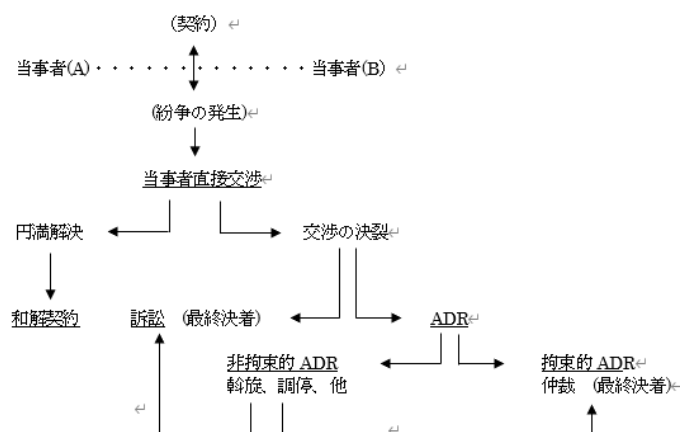 (契約)
当事者(A)・・・・・・・・・・・・・・当事者(B)
(紛争の発生)
当事者直接交渉
円満解決 交渉の決裂
和解契約 訴訟 (最終決着) ADR
非拘束的 ADR 拘束的 ADR
斡旋、調停、他 仲裁 (最終決着)